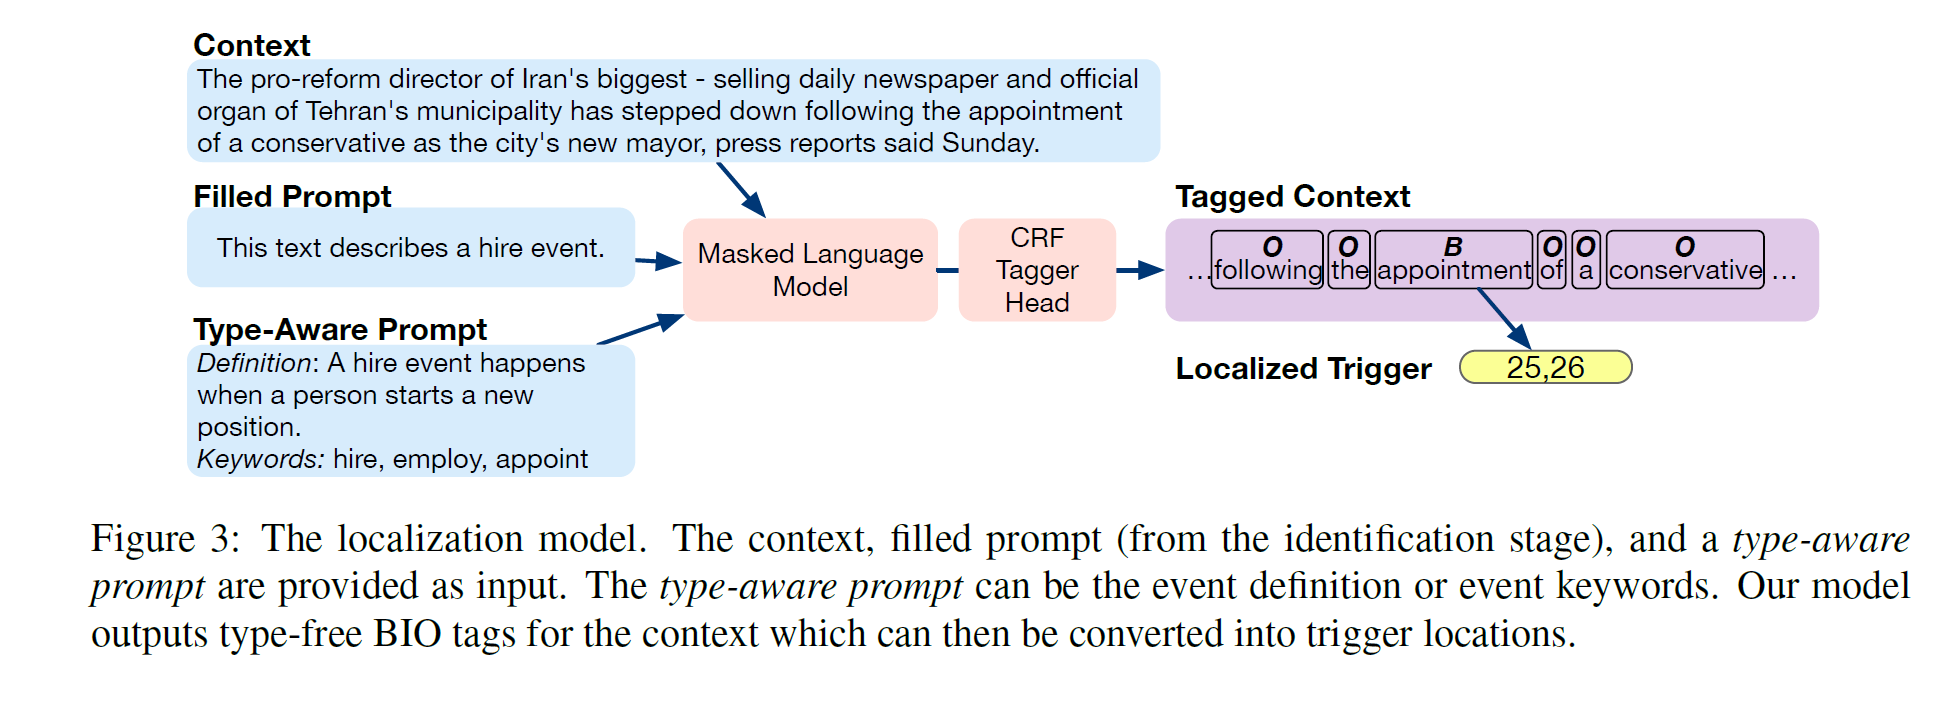 Context
The pro-reform director of Iran's biggest - selling daily newspaper and official
organ of Tehran's municipality has stepped down following the appointment
of a conservative as the city's new mayor, press reports said Sunday.
Filled Prompt
This text describes a hire event.
Type-Aware Prompt
Definition: A hire event happens
when a person starts a new
position.
Keywords: hire, employ, appoint
Masked Language
Model
CRF
Tagger
Head
Tagged Context
O O B O O O
...following the appointment of a conservative ...
Localized Trigger 25,26
Figure 3: The localization model. The context, filled prompt (from the identification stage), and a type-aware
prompt are provided as input. The type-aware prompt can be the event definition or event keywords. Our model
outputs type-free BIO tags for the context which can then be converted into trigger locations.